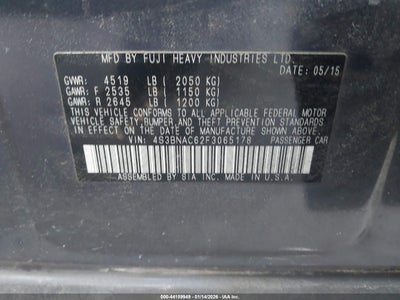 MFD BY FUJI HEAVY INDUSTRIES LTD.
DATE: 05/15
GVWR: 4519 LB (2050 KG)
GAWR: F 2535 LB (1150 KG)
GAWR: R 2645 LB (1200 KG)
THIS VEHICLE CONFORMS TO ALL APPLICABLE FEDERAL MOTOR
VEHICLE SAFETY, BUMPER, AND THEFT PREVENTION STANDARDS
IN EFFECT ON THE DATE OF MANUFACTURE SHOWN ABOVE.
VIN: 4S3BNAC62F3065178 PASSENGER CAR
ASSEMBLED BY SIA INC. MADE IN U.S.A.
000-44109949 - 01/14/2026 - IAAI.COM